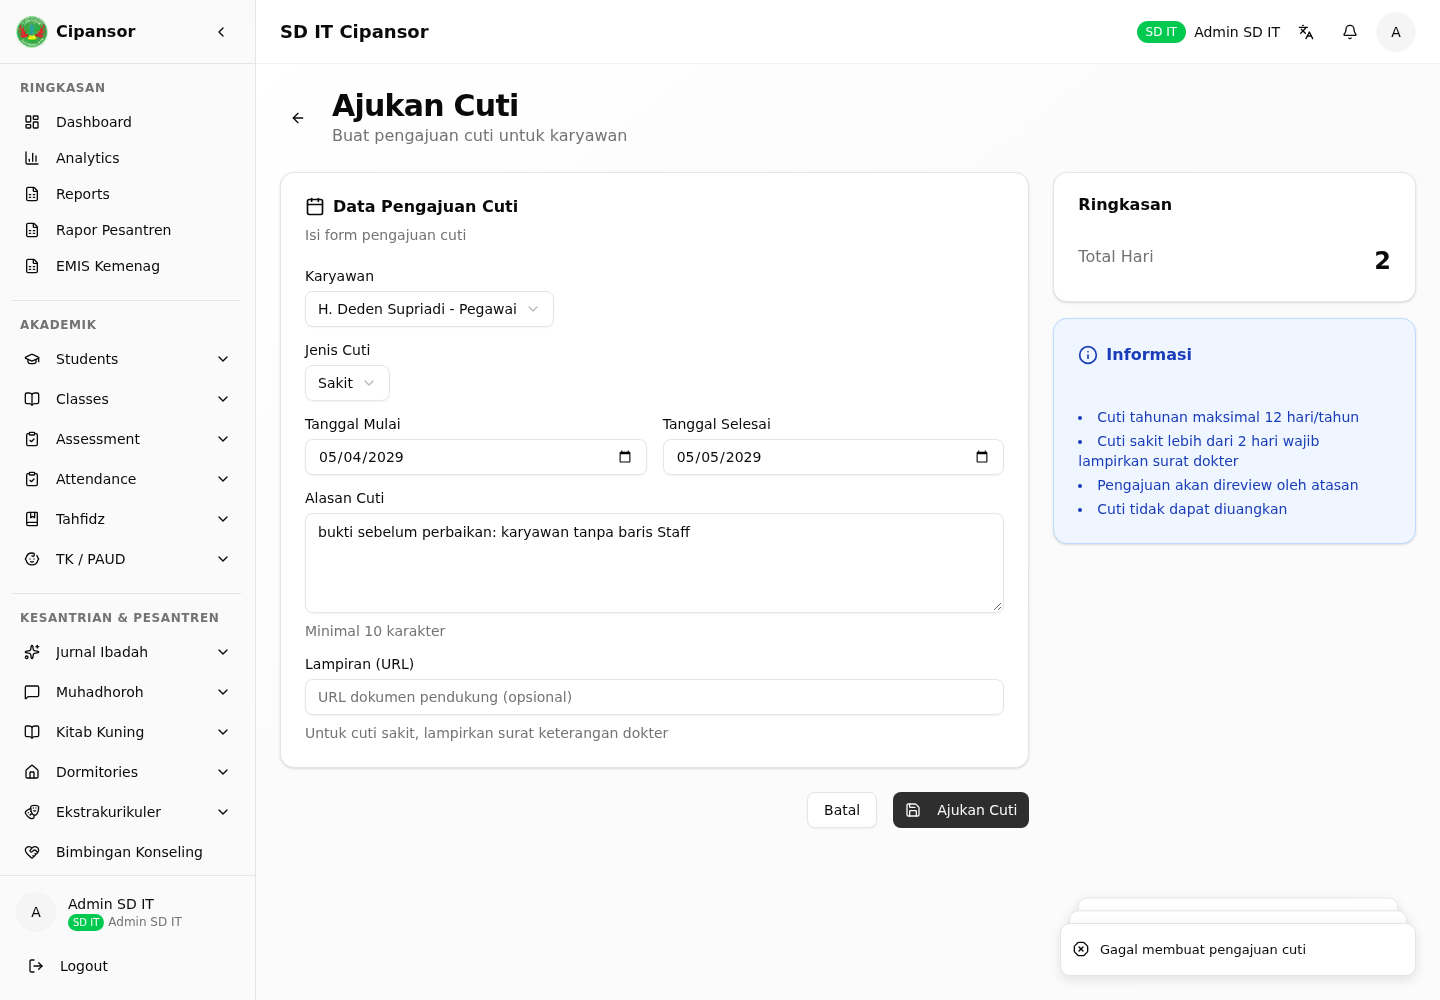 Cipansor
RINGKASAN
Dashboard
Analytics
Reports
Rapor Pesantren
EMIS Kemenag
AKADEMIK
Students
Classes
Assessment
Attendance
Tahfidz
TK / PAUD
KESANTRIAN & PESANTREN
Jurnal Ibadah
Muhadhoroh
Kitab Kuning
Dormitories
Ekstrakurikuler
Bimbingan Konseling
A
Admin SD IT
SD IT Admin SD IT
Logout
SD IT Cipansor
SD IT Admin SD IT
A
Ajukan Cuti
Buat pengajuan cuti untuk karyawan
Data Pengajuan Cuti
Isi form pengajuan cuti
Karyawan
H. Deden Supriadi - Pegawai
Jenis Cuti
Sakit
Tanggal Mulai
05/04/2029
Tanggal Selesai
05/05/2029
Alasan Cuti
bukti sebelum perbaikan: karyawan tanpa baris Staff
Minimal 10 karakter
Lampiran (URL)
URL dokumen pendukung (opsional)
Untuk cuti sakit, lampirkan surat keterangan dokter
Batal
Ajukan Cuti
Ringkasan
Total Hari
2
Informasi
• Cuti tahunan maksimal 12 hari/tahun
• Cuti sakit lebih dari 2 hari wajib
lampirkan surat dokter
• Pengajuan akan direview oleh atasan
• Cuti tidak dapat diuangkan
Gagal membuat pengajuan cuti